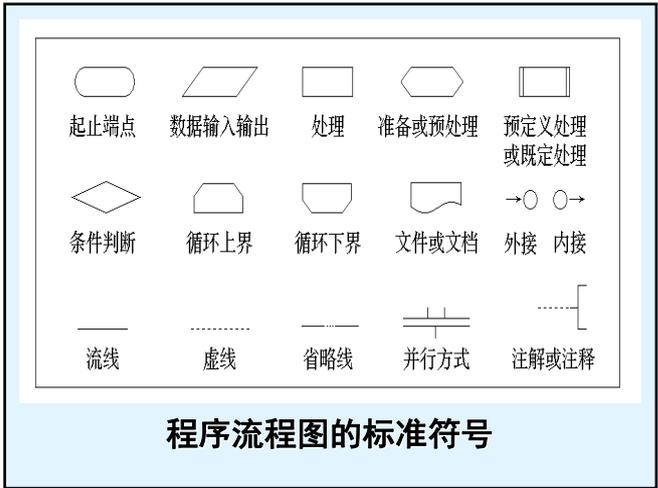 起止端点 数据输入输出 处理 准备或预处理 预定义处理
或既定处理
条件判断 循环上界 循环下界 文件或文档 外接 内接
流线 虚线 省略线 并行方式 注解或注释
程序流程图的标准符号